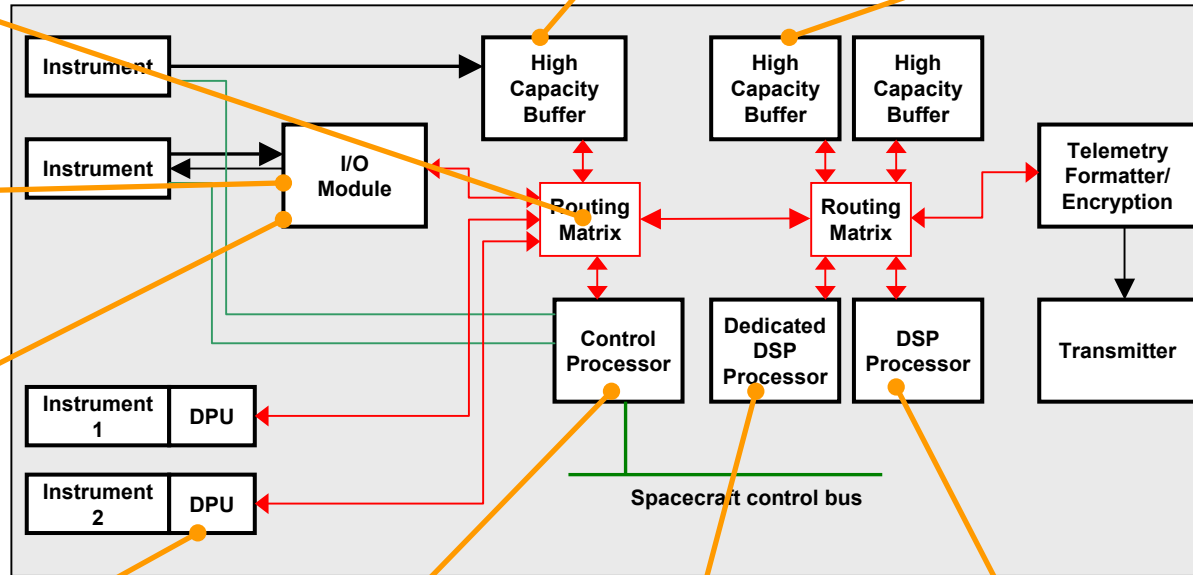 Instrument
High
Capacity
Buffer
High
Capacity
Buffer
High
Capacity
Buffer
Instrument
I/O
Module
Telemetry
Formatter/
Encryption
Routing
Matrix
Routing
Matrix
Control
Processor
Dedicated
DSP
Processor
DSP
Processor
Transmitter
Instrument
1
DPU
Instrument
2
DPU
Spacecraft control bus